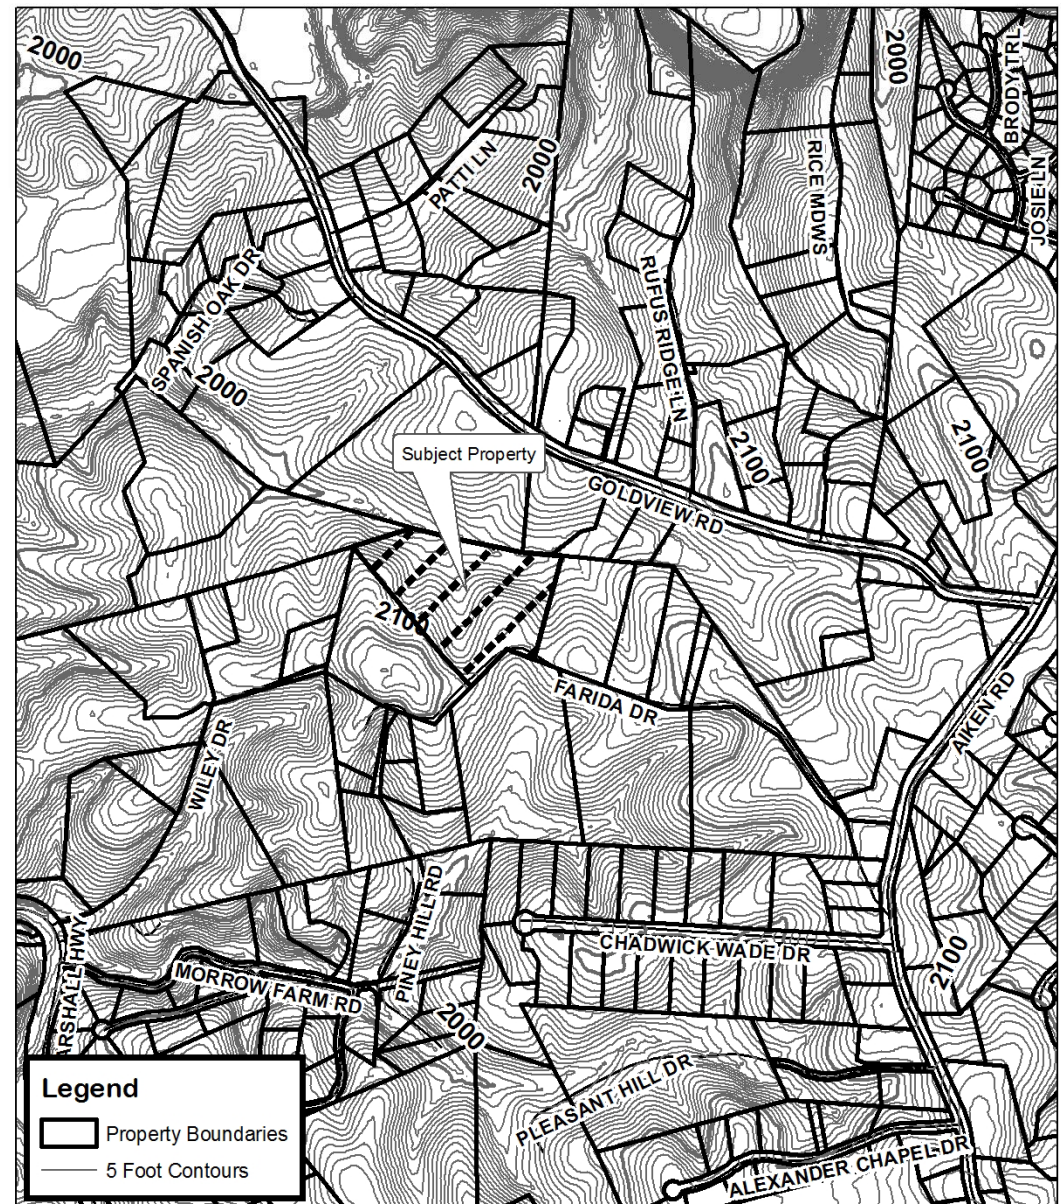 2000
2000
BRODY TRL
PATTI LN
2000
RICE MDWS
JOSIE LN
SPANISH OAK DR
RUFUS RIDGE LN
2000
Subject Property
2100
2100
GOLDVIEW RD
2100
FARIDA DR
AIKEN RD
WILEY DR
PINEY HILL RD
CHADWICK WADE DR
2100
ARSHALL HWY
MORROW FARM RD
2000
PLEASANT HILL DR
ALEXANDER CHAPEL DR
Legend
Property Boundaries
5 Foot Contours